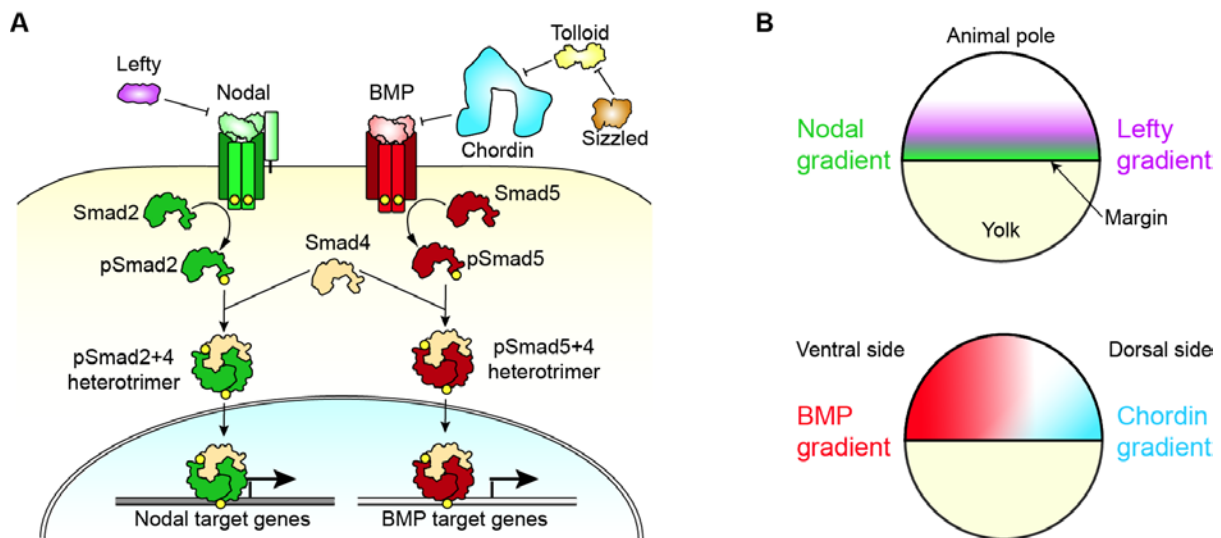 A
Lefty
Nodal
BMP
Tolloid
Chordin
Sizzled
Smad2
Smad5
pSmad2
Smad4
pSmad5
pSmad2+4
heterotrimer
pSmad5+4
heterotrimer
Nodal target genes
BMP target genes
B
Animal pole
Nodal
gradient
Lefty
gradient
Yolk
Margin
Ventral side
Dorsal side
BMP
gradient
Chordin
gradient